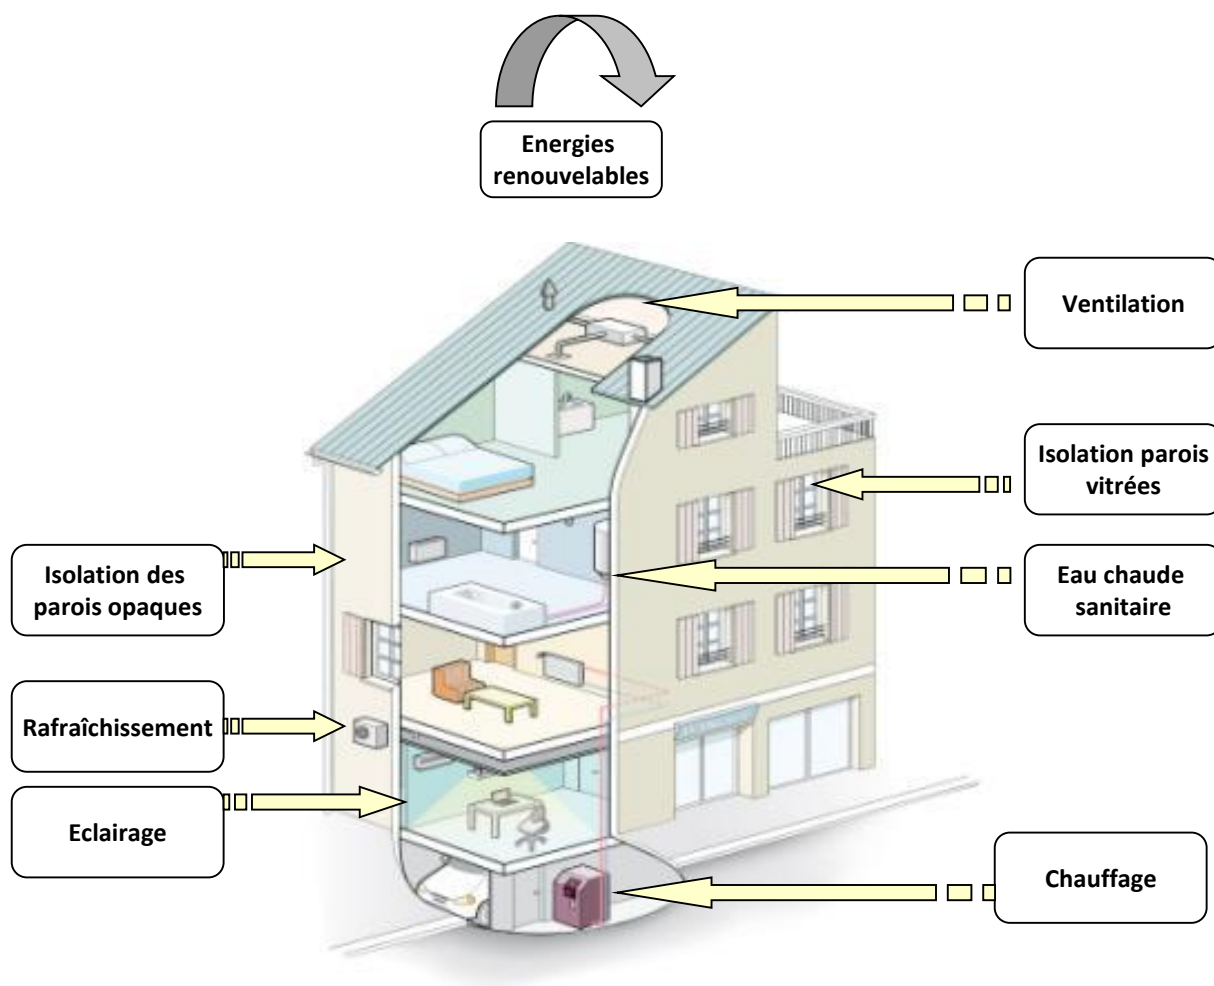 Energies
renouvelables
Ventilation
Isolation parois
vitrées
Isolation des
parois opaques
Eau chaude
sanitaire
Rafraîchissement
Eclairage
Chauffage